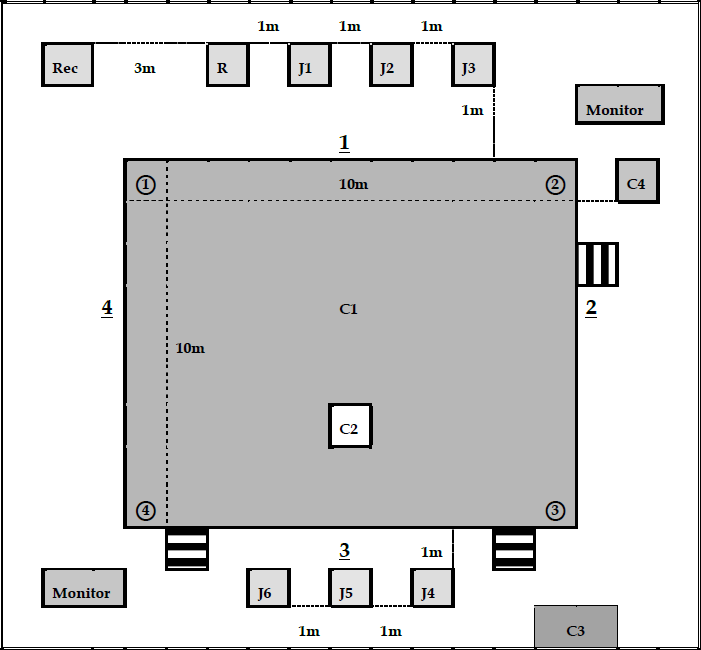 1m 1m 1m
Rec 3m R J1 J2 J3
1m
Monitor
1
① 10m ② C4
4 C1 2
10m
C2
④ ③
3 1m
Monitor J6 J5 J4
1m 1m C3